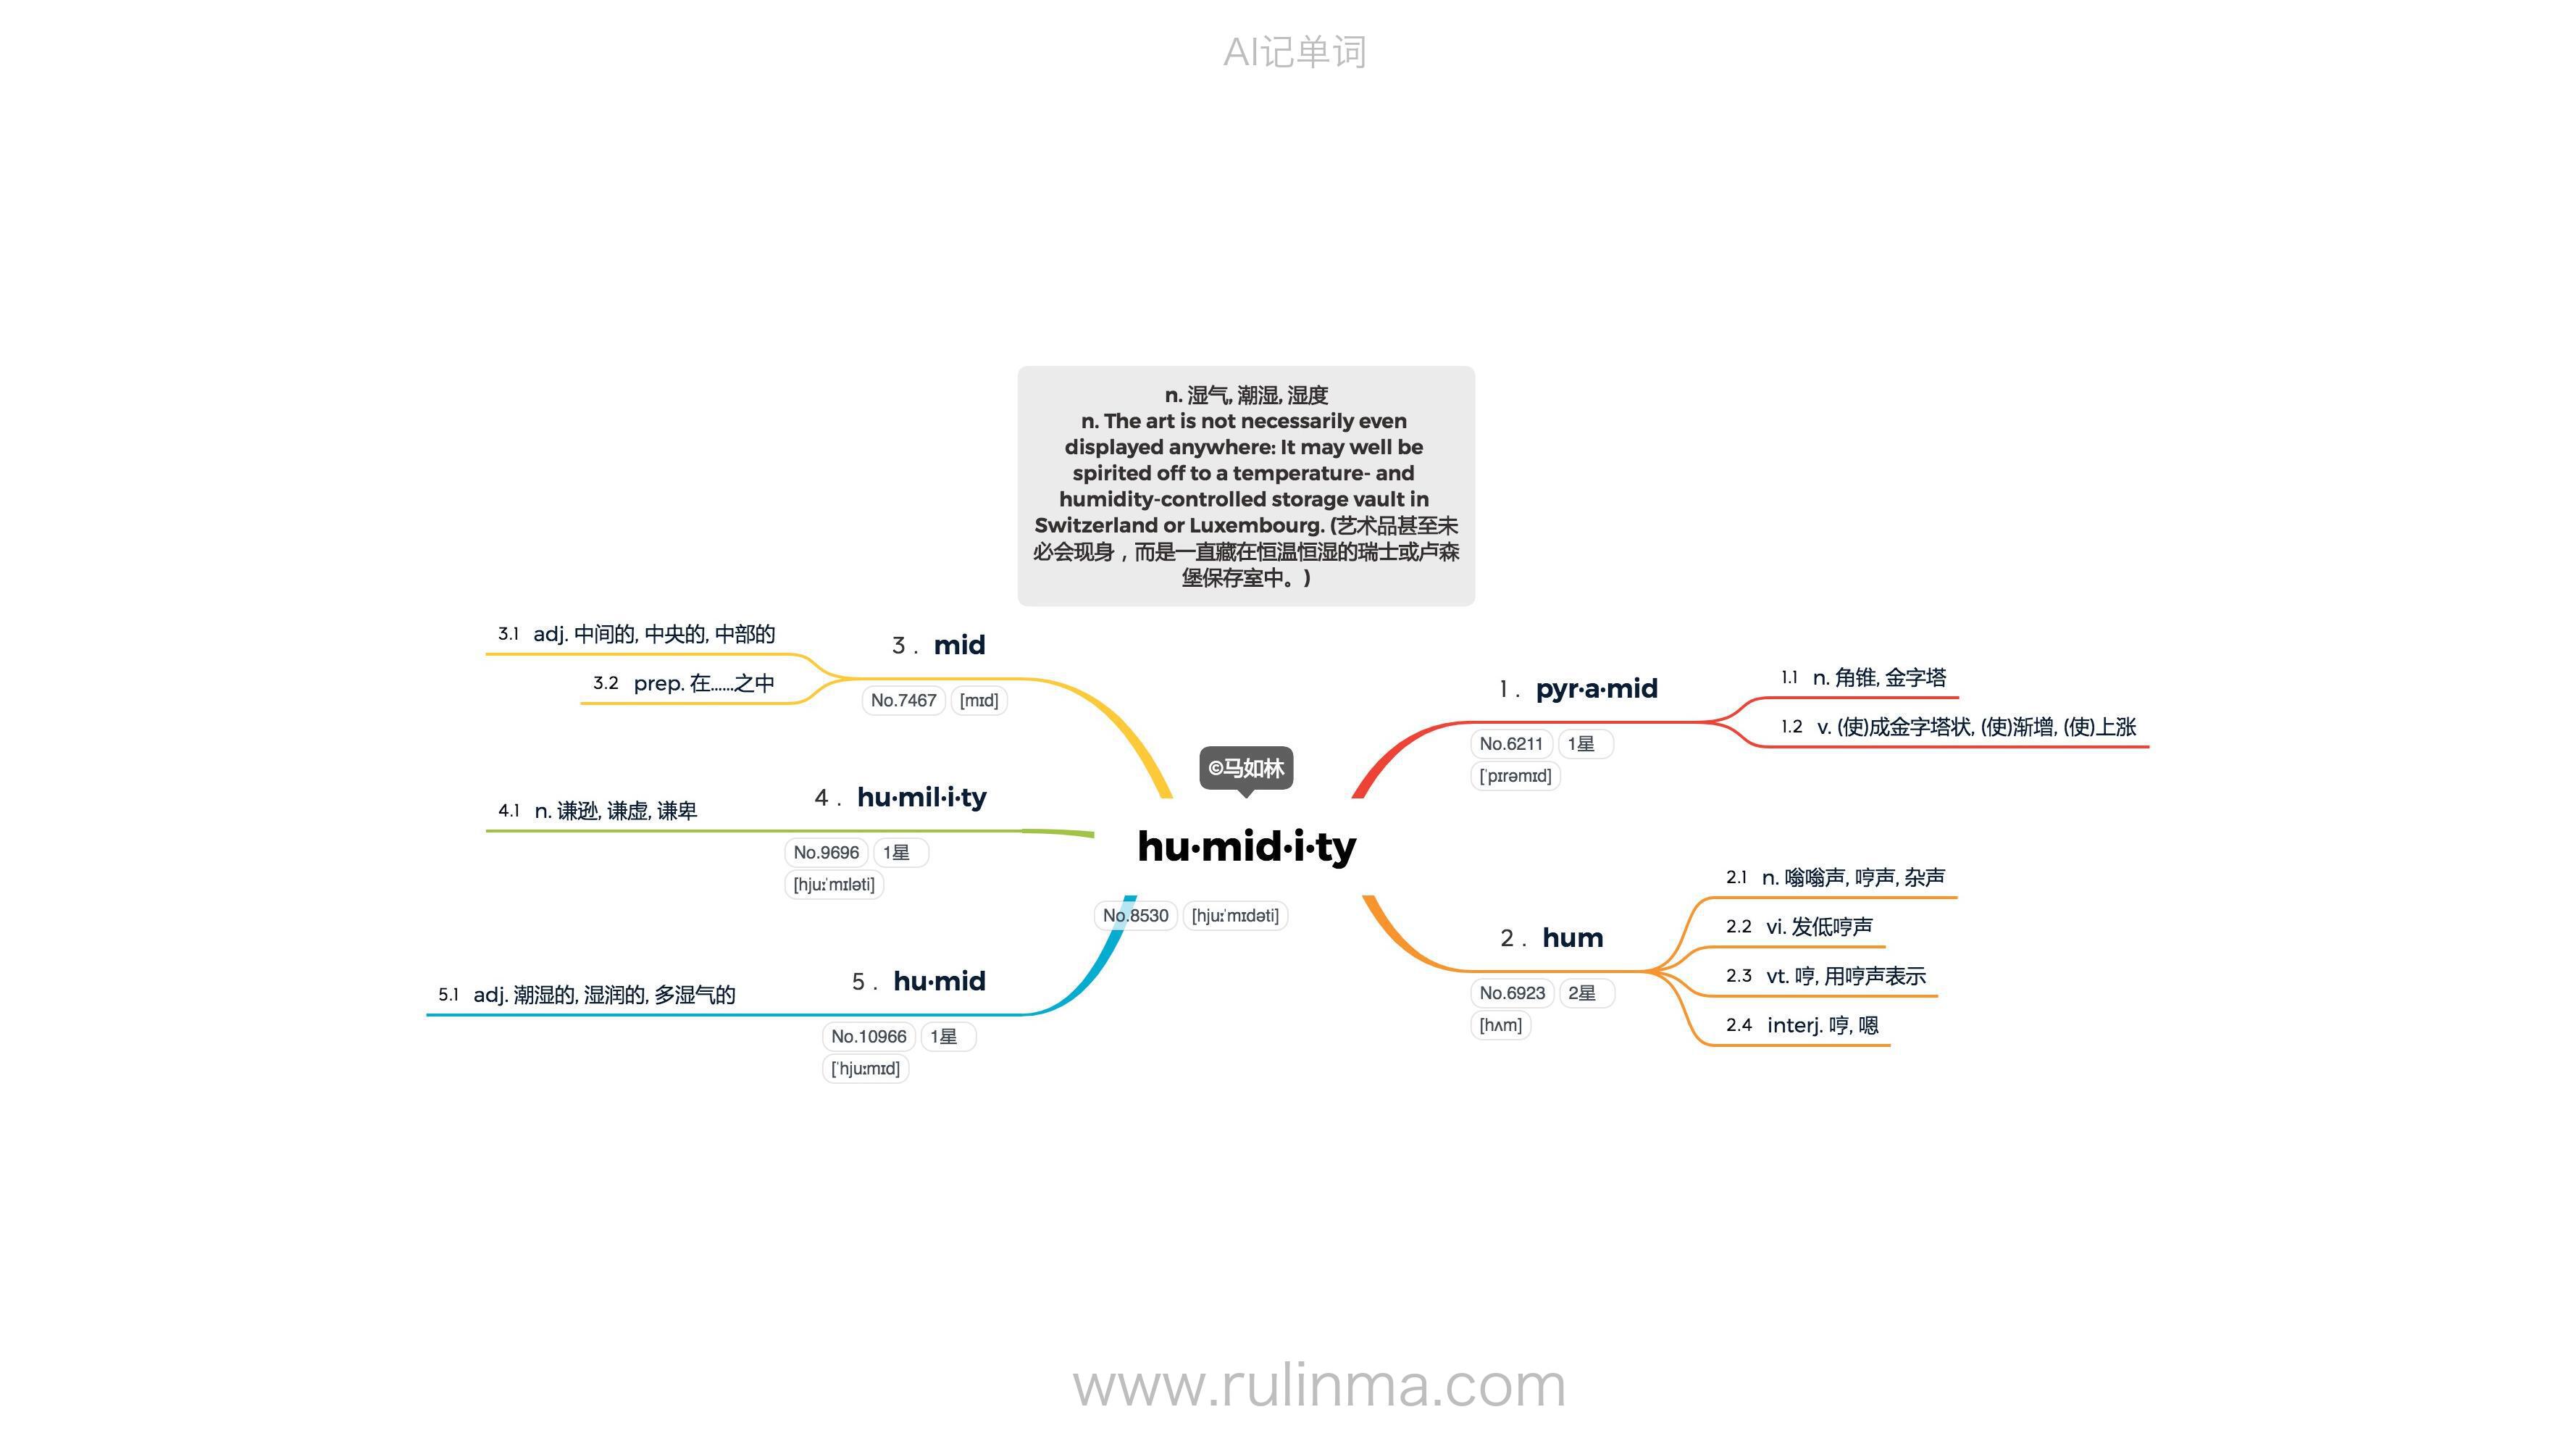 AI记单词
n. 湿气, 潮湿, 湿度
n. The art is not necessarily even
displayed anywhere: It may well be
spirited off to a temperature- and
humidity-controlled storage vault in
Switzerland or Luxembourg. (艺术品甚至未
必会现身，而是一直藏在恒温恒湿的瑞士或卢森
堡保存室中。)
©马如林
hu·mid·i·ty
No.8530 [hjuːˈmɪdəti]
1. pyr·a·mid
No.6211 1星
[ˈpɪrəmɪd]
1.1 n. 角锥, 金字塔
1.2 v. (使)成金字塔状, (使)渐增, (使)上涨
2. hum
No.6923 2星
[hʌm]
2.1 n. 嗡嗡声, 哼声, 杂声
2.2 vi. 发低哼声
2.3 vt. 哼, 用哼声表示
2.4 interj. 哼, 嗯
3. mid
No.7467 [mɪd]
3.1 adj. 中间的, 中央的, 中部的
3.2 prep. 在......之中
4. hu·mil·i·ty
No.9696 1星
[hjuːˈmɪləti]
4.1 n. 谦逊, 谦虚, 谦卑
5. hu·mid
No.10966 1星
[ˈhjuːmɪd]
5.1 adj. 潮湿的, 湿润的, 多湿气的
www.rulinma.com